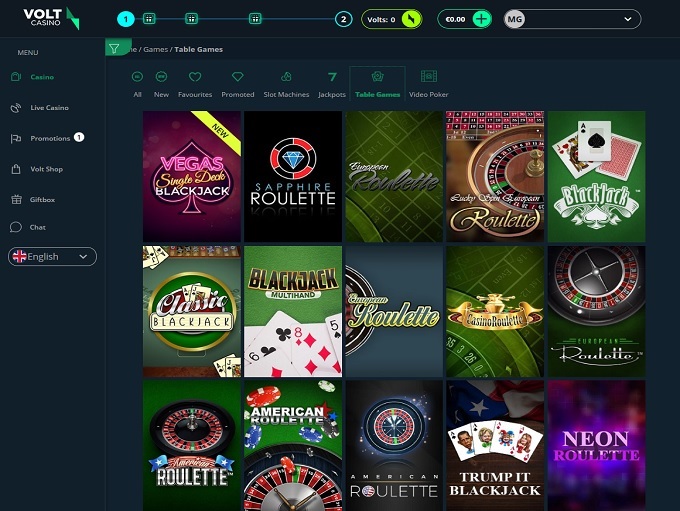 VOLT
CASINO
1
2
Volts: 0
€0.00
MG
MENU
e / Games / Table Games
Casino
Live Casino
Promotions 1
Volt Shop
Giftbox
Chat
English
All
New
Favourites
Promoted
Slot Machines
Jackpots
Table Games
Video Poker
NEW
VEGAS
Single Deck
BLACKJACK
SAPPHIRE
ROULETTE
European
Roulette
Lucky Spin European
Roulette
BlackJack
Classic
BLACKJACK
BLACKJACK
MULTIHAND
European
Roulette
CasinoRoulette
EUROPEAN
Roulette
American
ROULETTE
AMERICAN
ROULETTE
AMERICAN
ROULETTE
TRUMP IT
BLACKJACK
NEON
ROULETTE